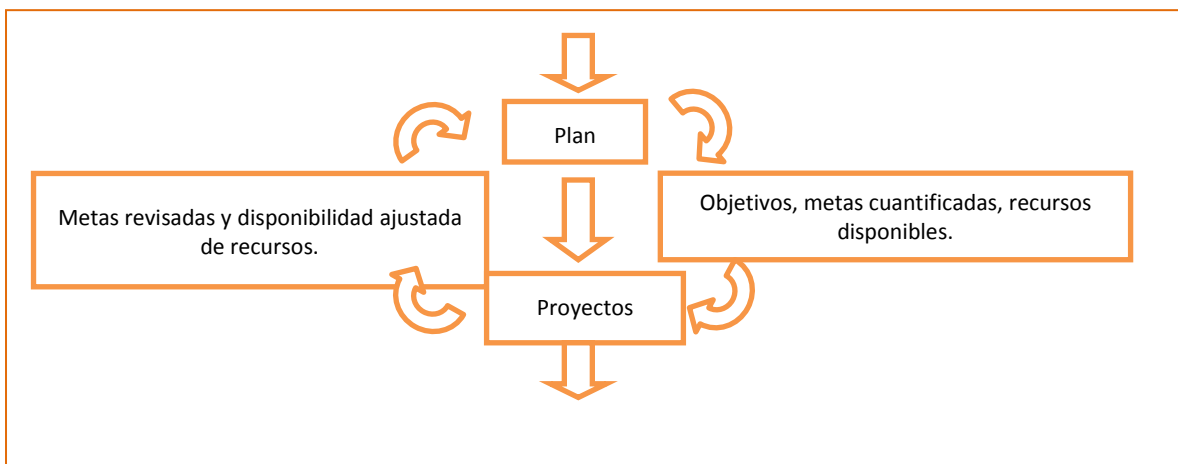 Plan
Metas revisadas y disponibilidad ajustada
de recursos.
Objetivos, metas cuantificadas, recursos
disponibles.
Proyectos